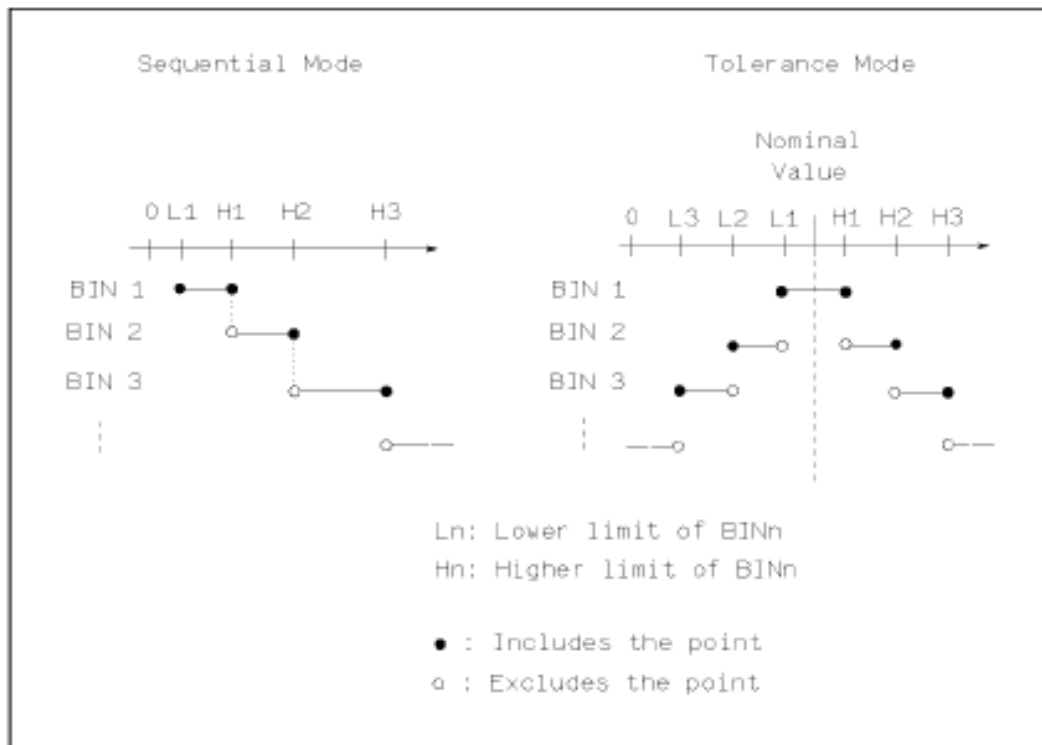 Sequential Mode
Tolerance Mode
Nominal
Value
0 L1 H1 H2 H3
0 L3 L2 L1 H1 H2 H3
BIN 1
BIN 2
BIN 3
BIN 1
BIN 2
BIN 3
Ln: Lower limit of BINn
Hn: Higher limit of BINn
● : Includes the point
○ : Excludes the point